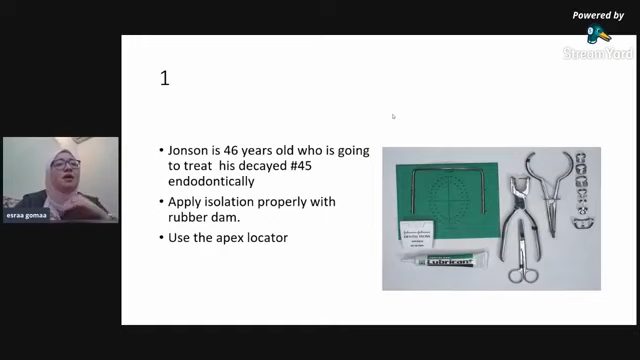 Powered by
StreamYard
1
• Jonson is 46 years old who is going
to treat his decayed #45
endodontically
• Apply isolation properly with
rubber dam.
• Use the apex locator
Lubricant
esraa gomaa